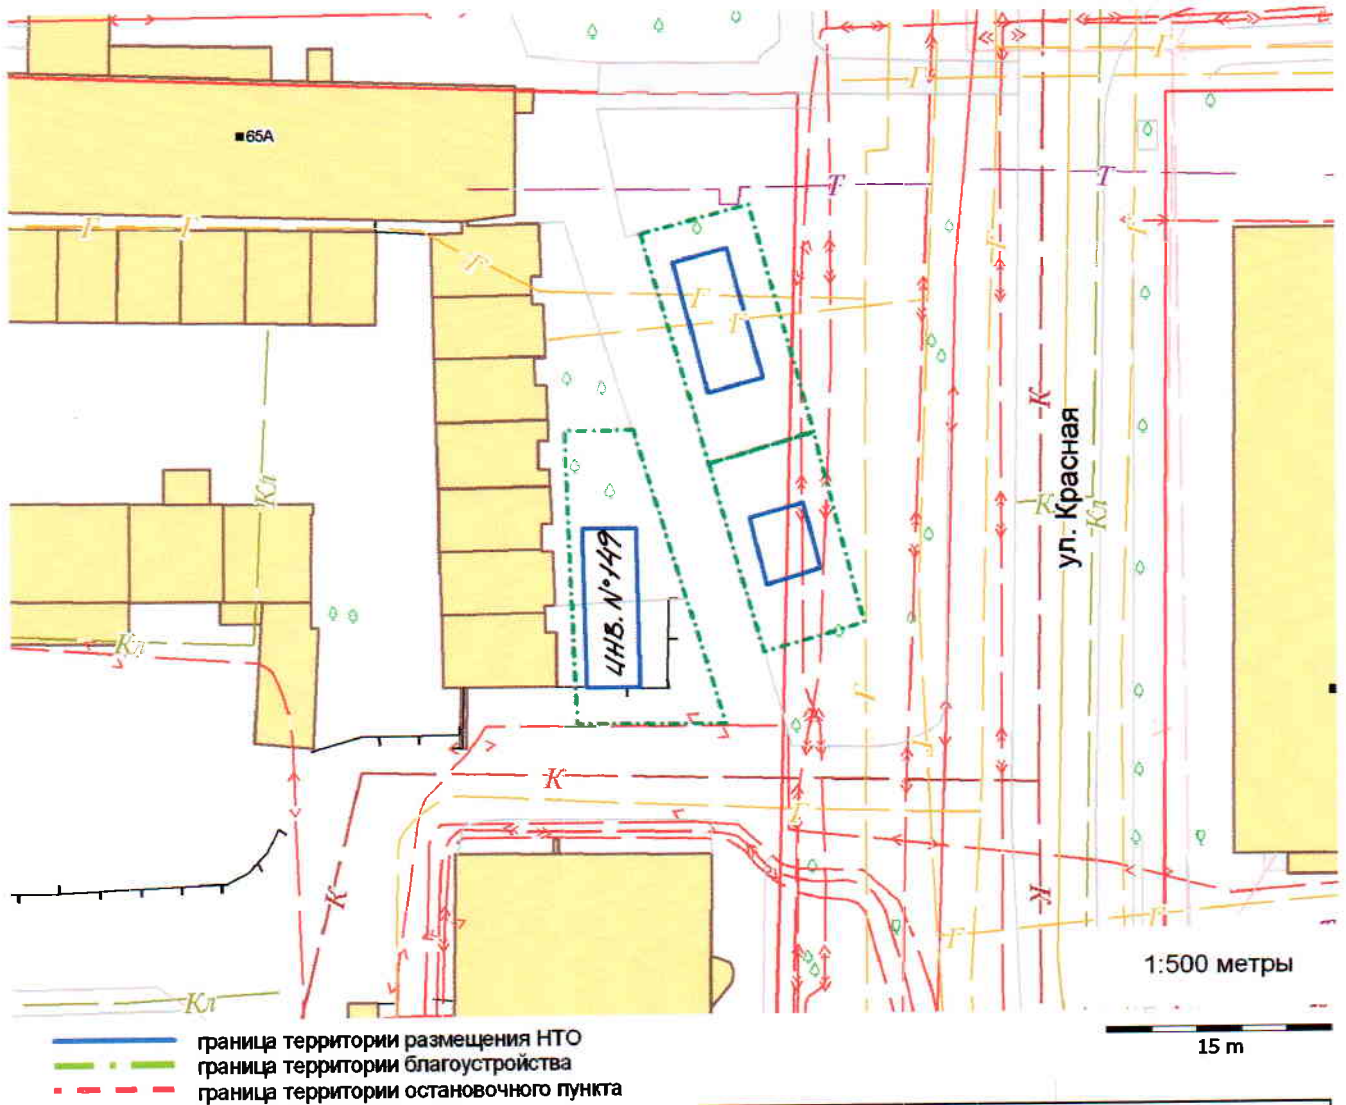 65А
Г
Г
Г
Т
Т
Г
Г
Г
Г
Г
Г
К
ул. Красная
К
Кл
Кл
ИНВ. №149
Кл
Г
Г
К
Г
К
К
Г
Г
Кл
1:500 метры
15 m
граница территории размещения НТО
граница территории благоустройства
граница территории остановочного пункта